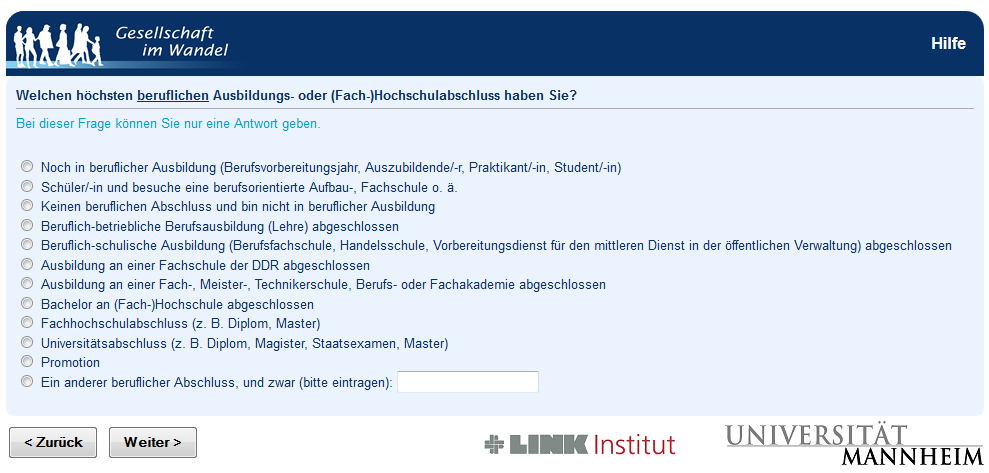 Gesellschaft
im Wandel
Hilfe
Welchen höchsten beruflichen Ausbildungs- oder (Fach-)Hochschulabschluss haben Sie?
Bei dieser Frage können Sie nur eine Antwort geben.
Noch in beruflicher Ausbildung (Berufsvorbereitungsjahr, Auszubildende/-r, Praktikant/-in, Student/-in)
Schüler/-in und besuche eine berufsorientierte Aufbau-, Fachschule o. ä.
Keinen beruflichen Abschluss und bin nicht in beruflicher Ausbildung
Beruflich-betriebliche Berufsausbildung (Lehre) abgeschlossen
Beruflich-schulische Ausbildung (Berufsfachschule, Handelsschule, Vorbereitungsdienst für den mittleren Dienst in der öffentlichen Verwaltung) abgeschlossen
Ausbildung an einer Fachschule der DDR abgeschlossen
Ausbildung an einer Fach-, Meister-, Technikerschule, Berufs- oder Fachakademie abgeschlossen
Bachelor an (Fach-)Hochschule abgeschlossen
Fachhochschulabschluss (z. B. Diplom, Master)
Universitätsabschluss (z. B. Diplom, Magister, Staatsexamen, Master)
Promotion
Ein anderer beruflicher Abschluss, und zwar (bitte eintragen):
< Zurück
Weiter >
LINK Institut
UNIVERSITÄT
MANNHEIM